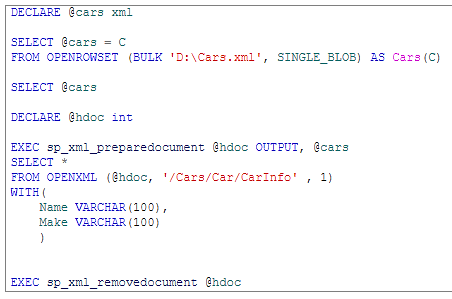 DECLARE @cars xml
SELECT @cars = C
FROM OPENROWSET (BULK 'D:\Cars.xml', SINGLE_BLOB) AS Cars(C)
SELECT @cars
DECLARE @hdoc int
EXEC sp_xml_preparedocument @hdoc OUTPUT, @cars
SELECT *
FROM OPENXML (@hdoc, '/Cars/Car/CarInfo' , 1)
WITH(
Name VARCHAR(100),
Make VARCHAR(100)
)
EXEC sp_xml_removedocument @hdoc